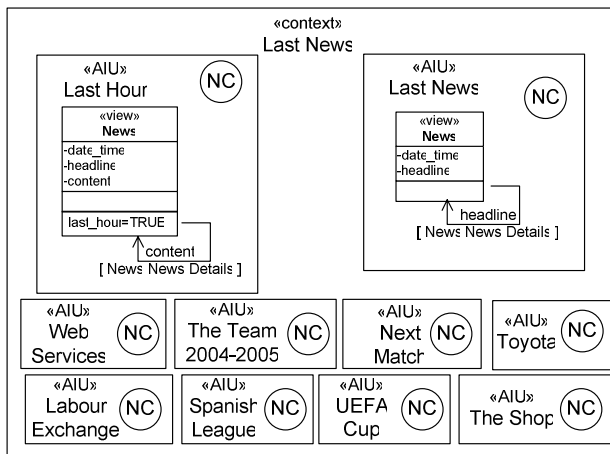 «context»
Last News
«AIU»
Last Hour
NC
«view»
News
-date_time
-headline
-content
last_hour=TRUE
content
[ News News Details ]
«AIU»
Last News
NC
«view»
News
-date_time
-headline
headline
[ News News Details ]
«AIU»
Web
Services
NC
«AIU»
The Team
2004-2005
NC
«AIU»
Next
Match
NC
«AIU»
Toyota
NC
«AIU»
Labour
Exchange
NC
«AIU»
Spanish
League
NC
«AIU»
UEFA
Cup
NC
«AIU»
The Shop
NC